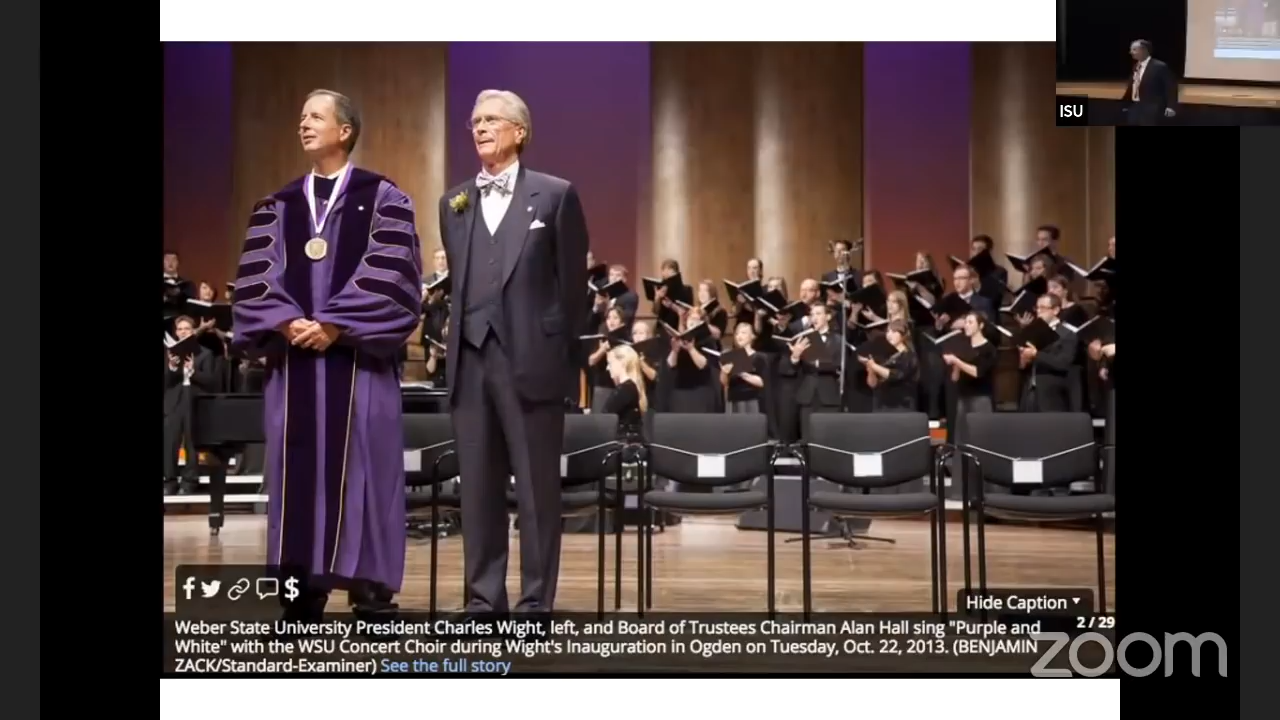 ISU
Hide Caption
2 / 29
Weber State University President Charles Wight, left, and Board of Trustees Chairman Alan Hall sing "Purple and
White" with the WSU Concert Choir during Wight's Inauguration in Ogden on Tuesday, Oct. 22, 2013. (BENJAMIN
ZACK/Standard-Examiner) See the full story
zoom